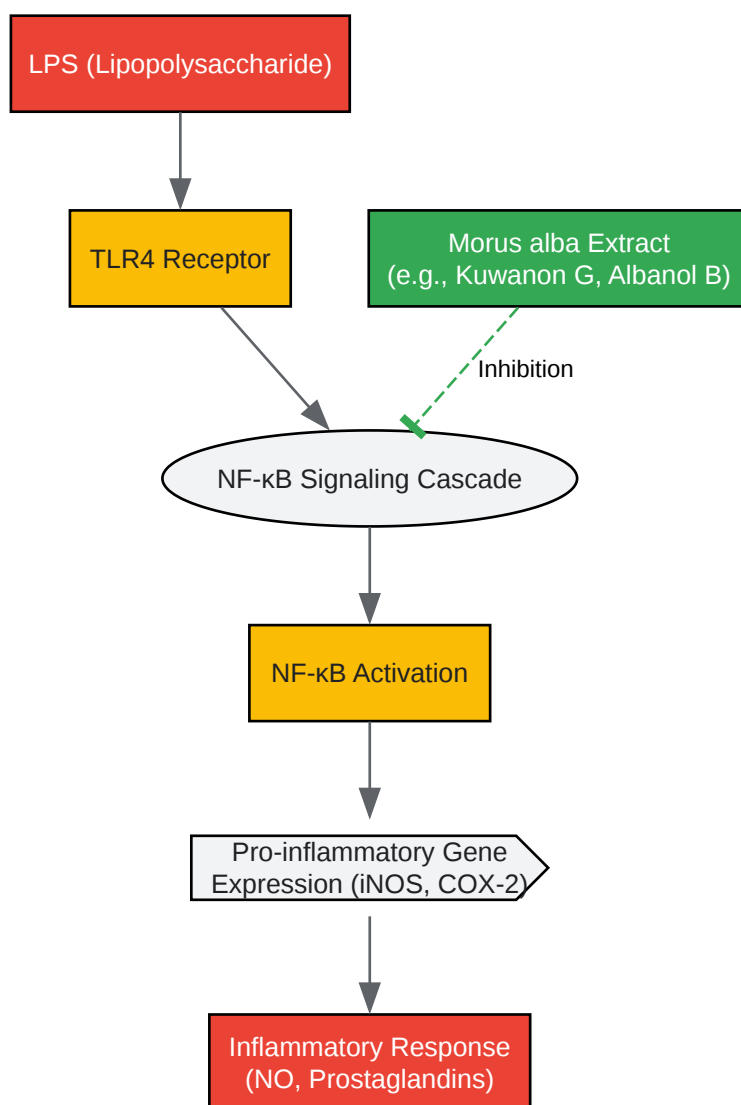 LPS (Lipopolysaccharide)
TLR4 Receptor
Morus alba Extract
(e.g., Kuwanon G, Albanol B)
Inhibition
NF-κB Signaling Cascade
NF-κB Activation
Pro-inflammatory Gene
Expression (iNOS, COX-2)
Inflammatory Response
(NO, Prostaglandins)